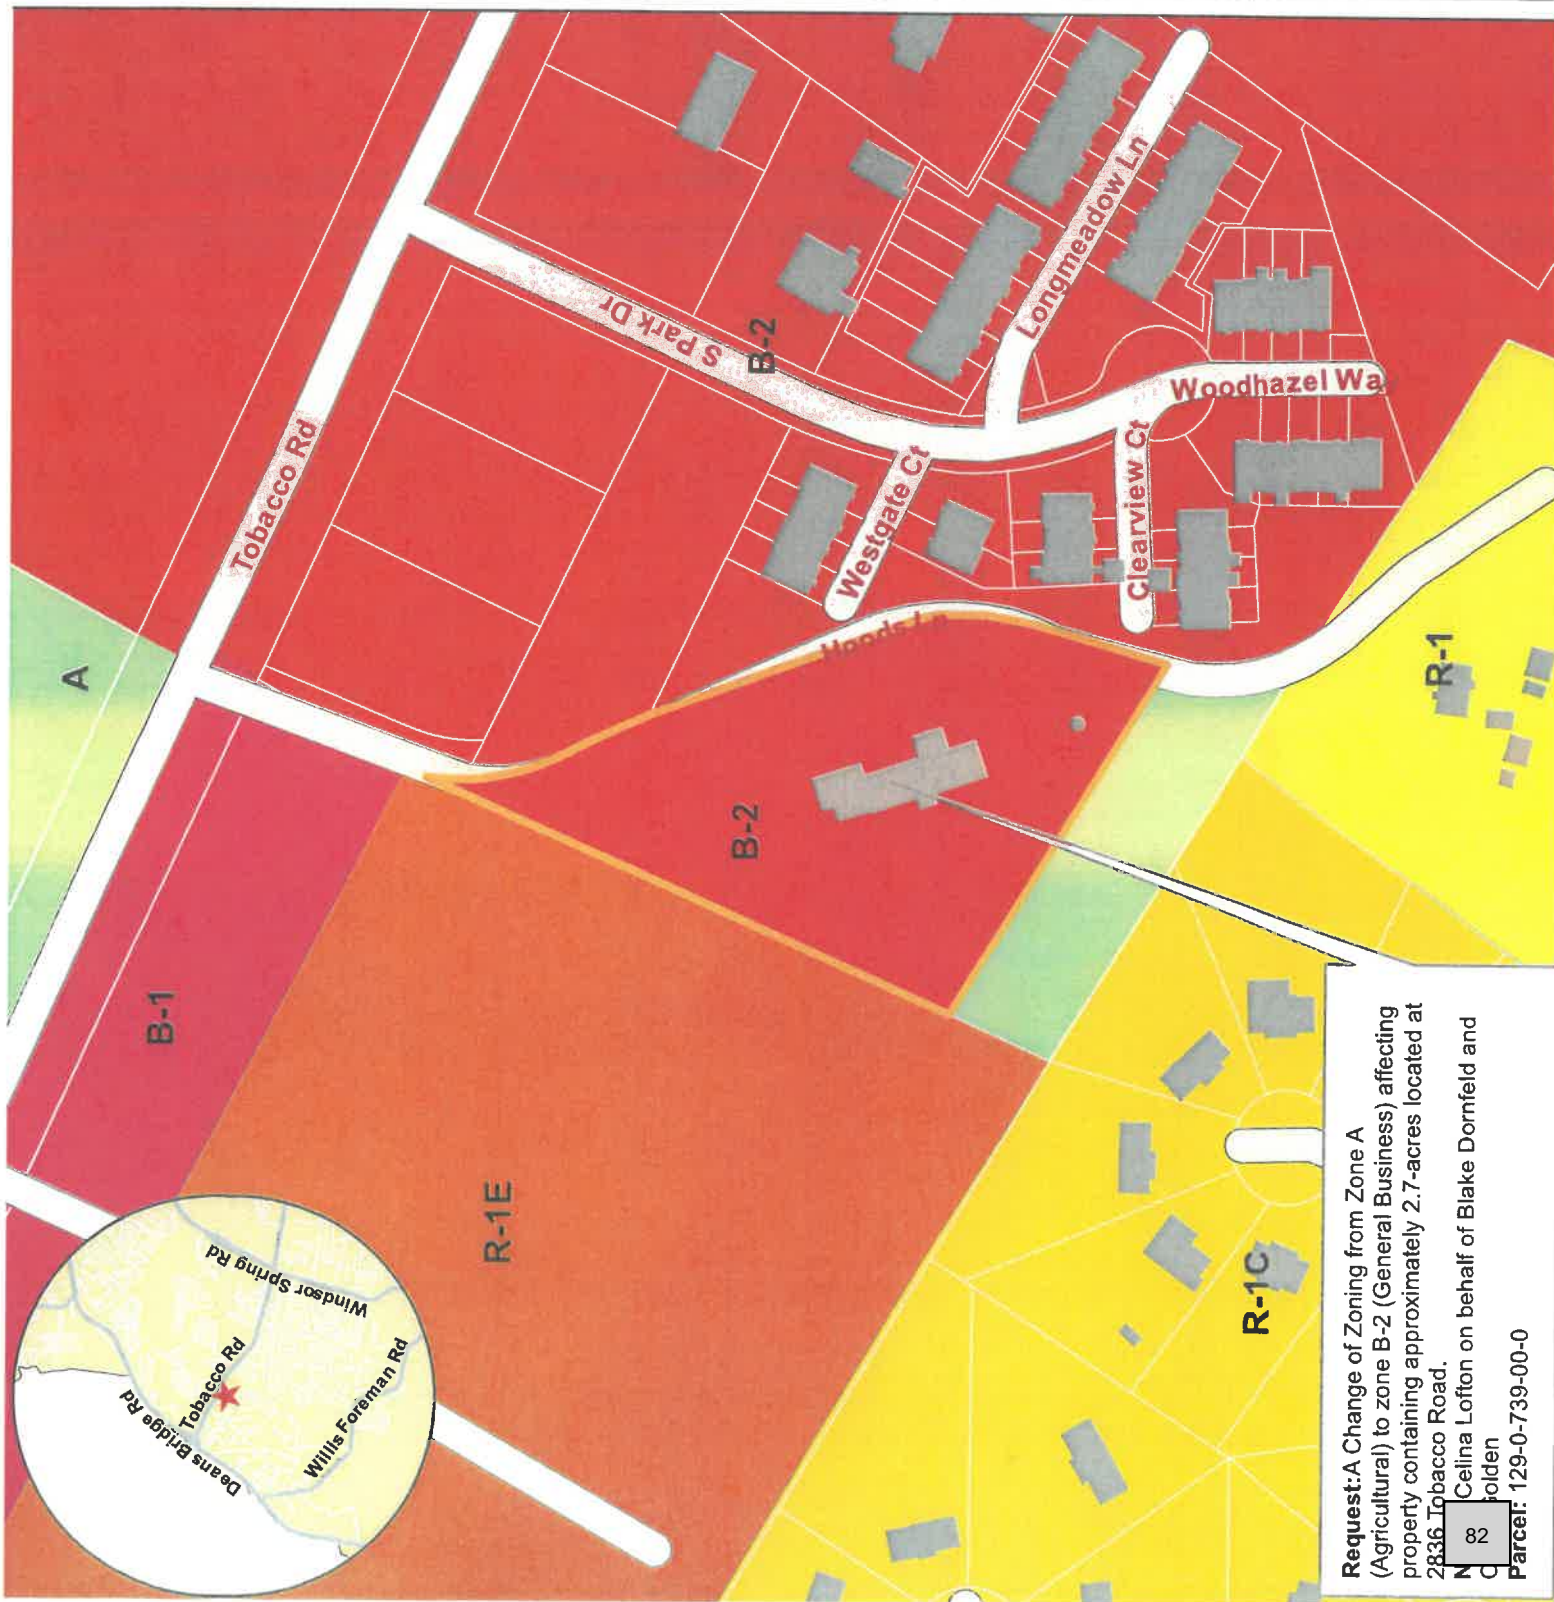 A
B-1
B-2
B-2
R-1E
R-1
R-1C
Tobacco Rd
S Park Dr
Longmeadow Ln
Woodhazel Wa
Westgate Ct
Clearview Ct
Hoods Ln
Deans Bridge Rd
Tobacco Rd
Windsor Spring Rd
Willis Foreman Rd
Request:A Change of Zoning from Zone A
(Agricultural) to zone B-2 (General Business) affecting
property containing approximately 2.7-acres located at
2836 Tobacco Road.
Celina Lofton on behalf of Blake Dornfeld and
Golden
Parcel: 129-0-739-00-0
82